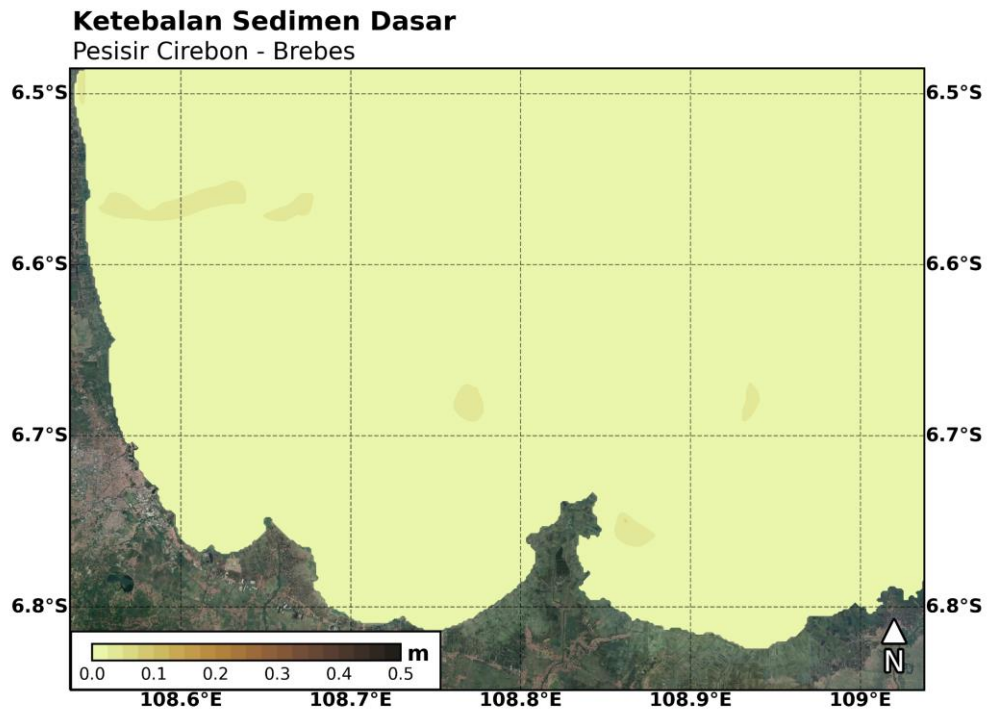 Ketebalan Sedimen Dasar
Pesisir Cirebon - Brebes
6.5°S 6.5°S
6.6°S 6.6°S
6.7°S 6.7°S
6.8°S 6.8°S
m
0.0 0.1 0.2 0.3 0.4 0.5
N
108.6°E 108.7°E 108.8°E 108.9°E 109°E